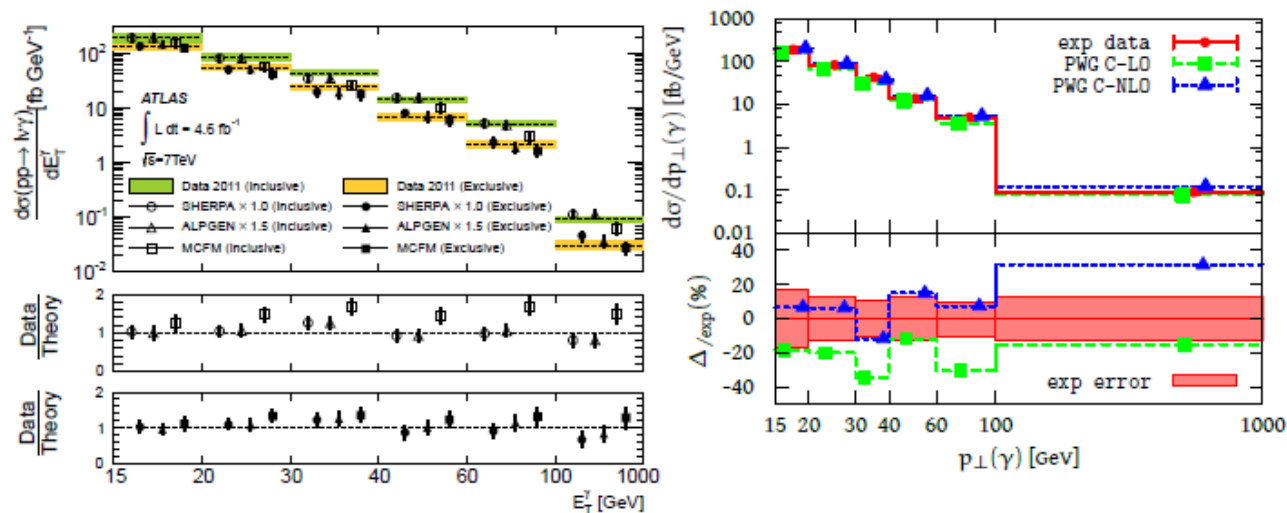 dσ(pp→ lνγ)
dE_T^γ
[fb GeV⁻¹]
10²
10
1
10⁻¹
10⁻²
ATLAS
∫ L dt = 4.6 fb⁻¹
√s=7TeV
Data 2011 (Inclusive)
Data 2011 (Exclusive)
SHERPA × 1.0 (Inclusive)
SHERPA × 1.0 (Exclusive)
ALPGEN × 1.5 (Inclusive)
ALPGEN × 1.5 (Exclusive)
MCFM (Inclusive)
MCFM (Exclusive)
Data
Theory
2
1
0
Data
Theory
2
1
0
15 20 30 40 60 100 1000
E_T^γ [GeV]
dσ/dp⊥(γ) [fb/GeV]
1000
100
10
1
0.1
0.01
exp data
PWG C-LO
PWG C-NLO
Δ/exp(%)
40
20
0
-20
-40
exp error
15 20 30 40 60 100 1000
p⊥(γ) [GeV]